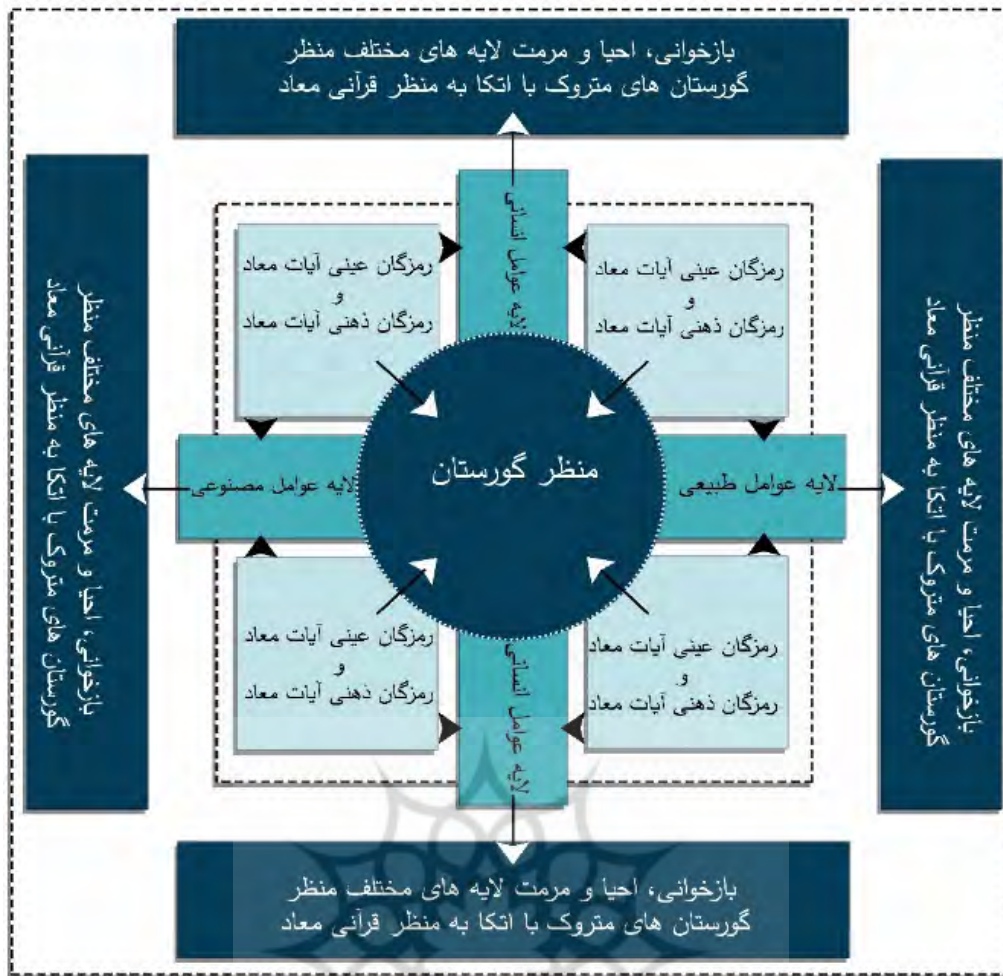 بازخوانی، احیا و مرمت لایه های مختلف منظر
گورستان های متروک با اتکا به منظر قرآنی معاد
بازخوانی، احیا و مرمت لایه های مختلف منظر
گورستان های متروک با اتکا به منظر قرآنی معاد
لایه عوامل انسانی
رمزگان عینی آیات معاد
و
رمزگان ذهنی آیات معاد
رمزگان عینی آیات معاد
و
رمزگان ذهنی آیات معاد
لایه عوامل طبیعی
منظر گورستان
لایه عوامل مصنوعی
رمزگان عینی آیات معاد
و
رمزگان ذهنی آیات معاد
رمزگان عینی آیات معاد
و
رمزگان ذهنی آیات معاد
لایه عوامل انسانی
بازخوانی، احیا و مرمت لایه های مختلف منظر
گورستان های متروک با اتکا به منظر قرآنی معاد
بازخوانی، احیا و مرمت لایه های مختلف منظر
گورستان های متروک با اتکا به منظر قرآنی معاد